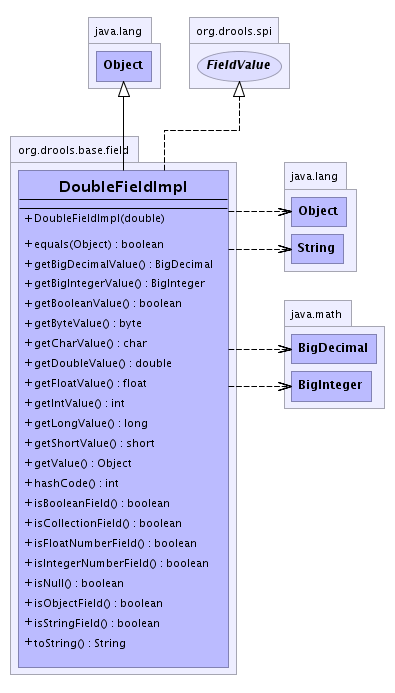 java.lang
Object
org.drools.spi
FieldValue
org.drools.base.field
DoubleFieldImpl
+ DoubleFieldImpl(double)
+ equals(Object) : boolean
+ getBigDecimalValue() : BigDecimal
+ getBigIntegerValue() : BigInteger
+ getBooleanValue() : boolean
+ getByteValue() : byte
+ getCharValue() : char
+ getDoubleValue() : double
+ getFloatValue() : float
+ getIntValue() : int
+ getLongValue() : long
+ getShortValue() : short
+ getValue() : Object
+ hashCode() : int
+ isBooleanField() : boolean
+ isCollectionField() : boolean
+ isFloatNumberField() : boolean
+ isIntegerNumberField() : boolean
+ isNull() : boolean
+ isObjectField() : boolean
+ isStringField() : boolean
+ toString() : String
java.lang
Object
String
java.math
BigDecimal
BigInteger